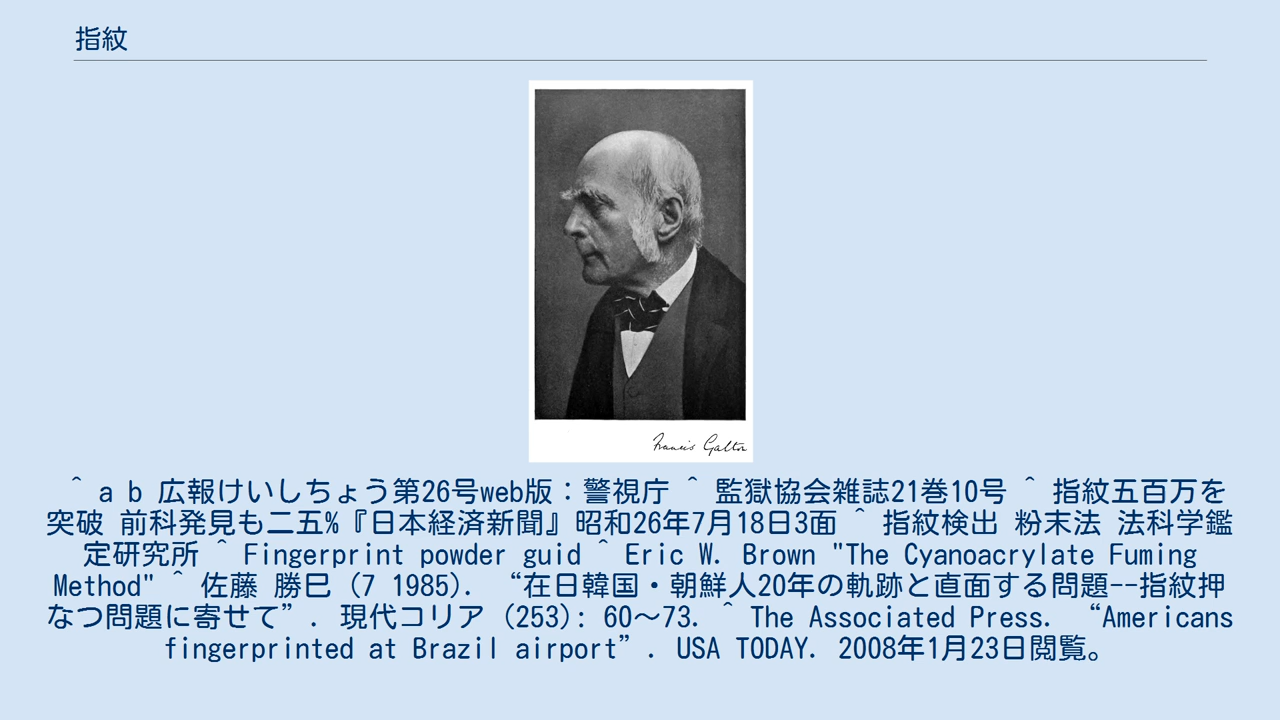 指紋
Francis Galton
^ a b 広報けいしちょう第26号web版：警視庁 ^ 監獄協会雑誌21巻10号 ^ 指紋五百万を
突破 前科発見も二五%『日本経済新聞』昭和26年7月18日3面 ^ 指紋検出 粉末法 法科学鑑
定研究所 ^ Fingerprint powder guid ^ Eric W. Brown "The Cyanoacrylate Fuming
Method" ^ 佐藤 勝巳 (7 1985). “在日韓国・朝鮮人20年の軌跡と直面する問題--指紋押
なつ問題に寄せて”. 現代コリア (253): 60〜73. ^ The Associated Press. “Americans
fingerprinted at Brazil airport”. USA TODAY. 2008年1月23日閲覧。